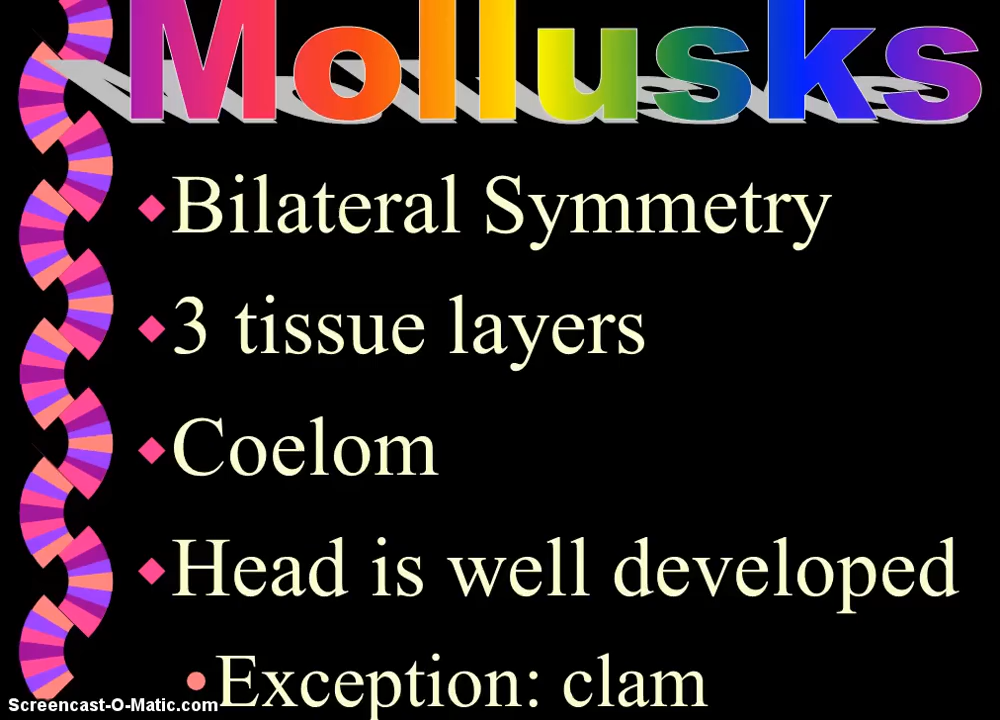 Mollusks
Bilateral Symmetry
3 tissue layers
Coelom
Head is well developed
Exception: clam
Screencast-O-Matic.com